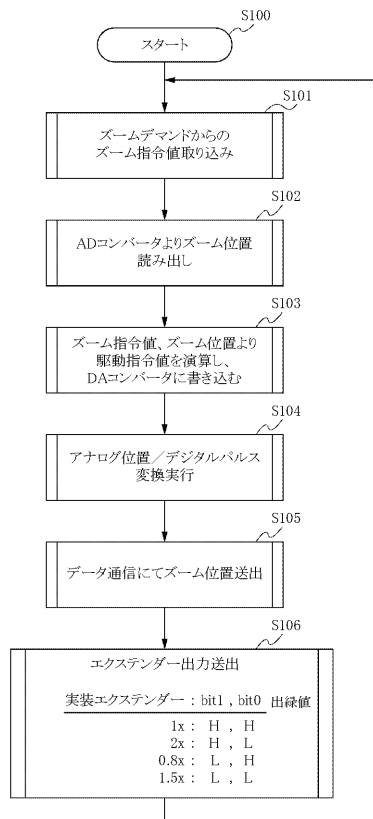 S100
スタート
S101
ズームデマンドからの
ズーム指令値取り込み
S102
ADコンバータよりズーム位置
読み出し
S103
ズーム指令値、ズーム位置より
駆動指令値を演算し、
DAコンバータに書き込む
S104
アナログ位置／デジタルパルス
変換実行
S105
データ通信にてズーム位置送出
S106
エクステンダー出力送出
実装エクステンダー : bit1 , bit0 出緑値
1x : H , H
2x : H , L
0.8x : L , H
1.5x : L , L